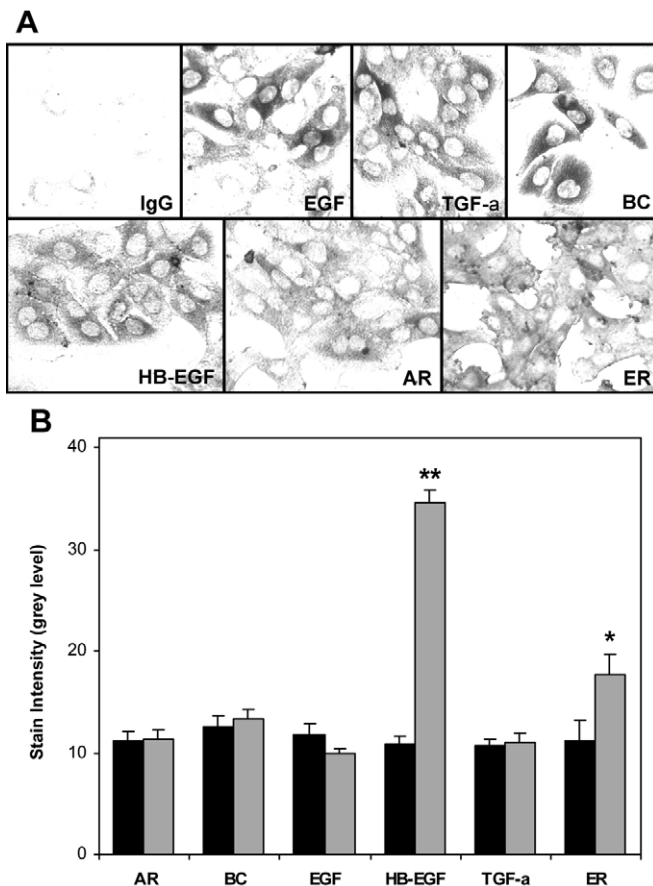 A
IgG
EGF
TGF-a
BC
HB-EGF
AR
ER
B
Stain Intensity (grey level)
40
30
20
10
0
**
*
AR
BC
EGF
HB-EGF
TGF-a
ER